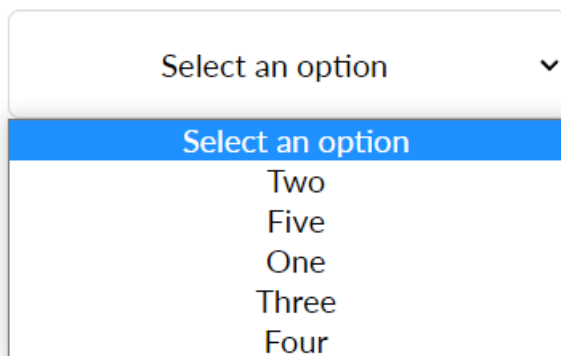 Select an option
Select an option
Two
Five
One
Three
Four